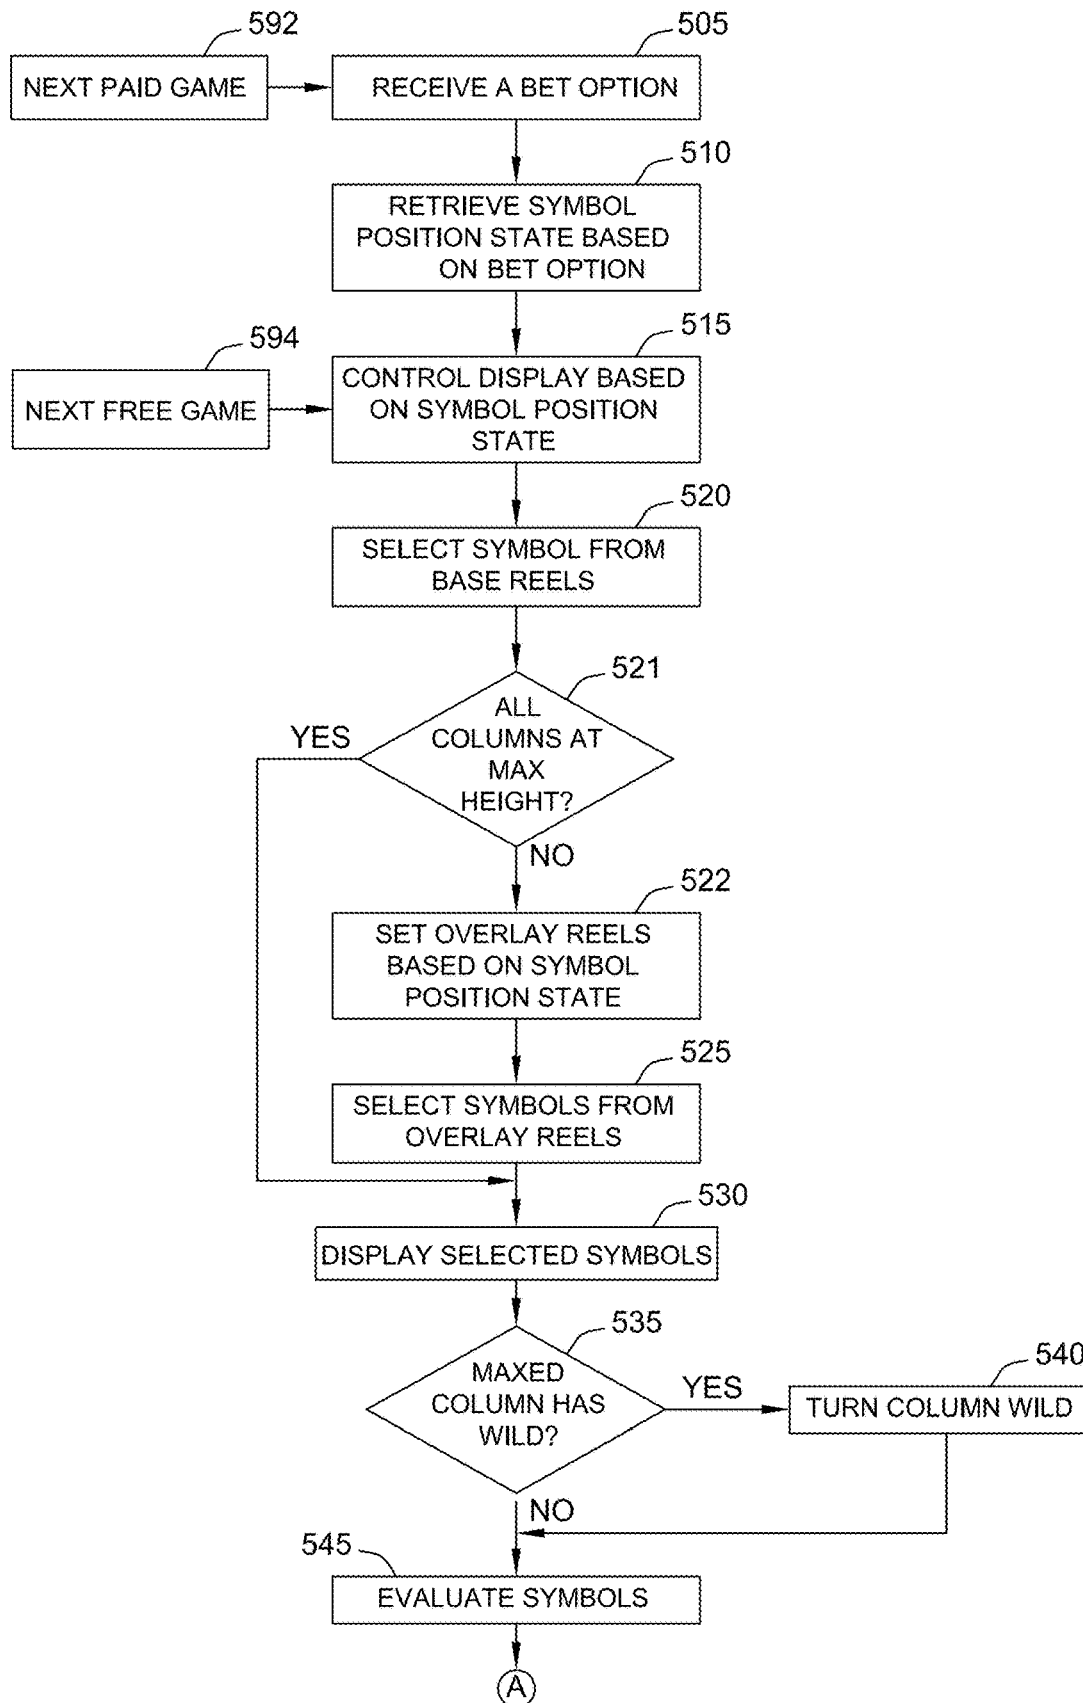 592
NEXT PAID GAME
505
RECEIVE A BET OPTION
510
RETRIEVE SYMBOL
POSITION STATE BASED
ON BET OPTION
594
NEXT FREE GAME
515
CONTROL DISPLAY BASED
ON SYMBOL POSITION
STATE
520
SELECT SYMBOL FROM
BASE REELS
521
ALL
COLUMNS AT
MAX
HEIGHT?
YES
NO
522
SET OVERLAY REELS
BASED ON SYMBOL
POSITION STATE
525
SELECT SYMBOLS FROM
OVERLAY REELS
530
DISPLAY SELECTED SYMBOLS
535
MAXED
COLUMN HAS
WILD?
YES
540
TURN COLUMN WILD
NO
545
EVALUATE SYMBOLS
A